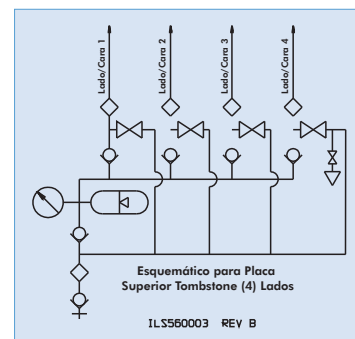 Lado/Cara 1
Lado/Cara 2
Lado/Cara 3
Lado/Cara 4
Esquemático para Placa
Superior Tombstone (4) Lados
ILS560003 REV B